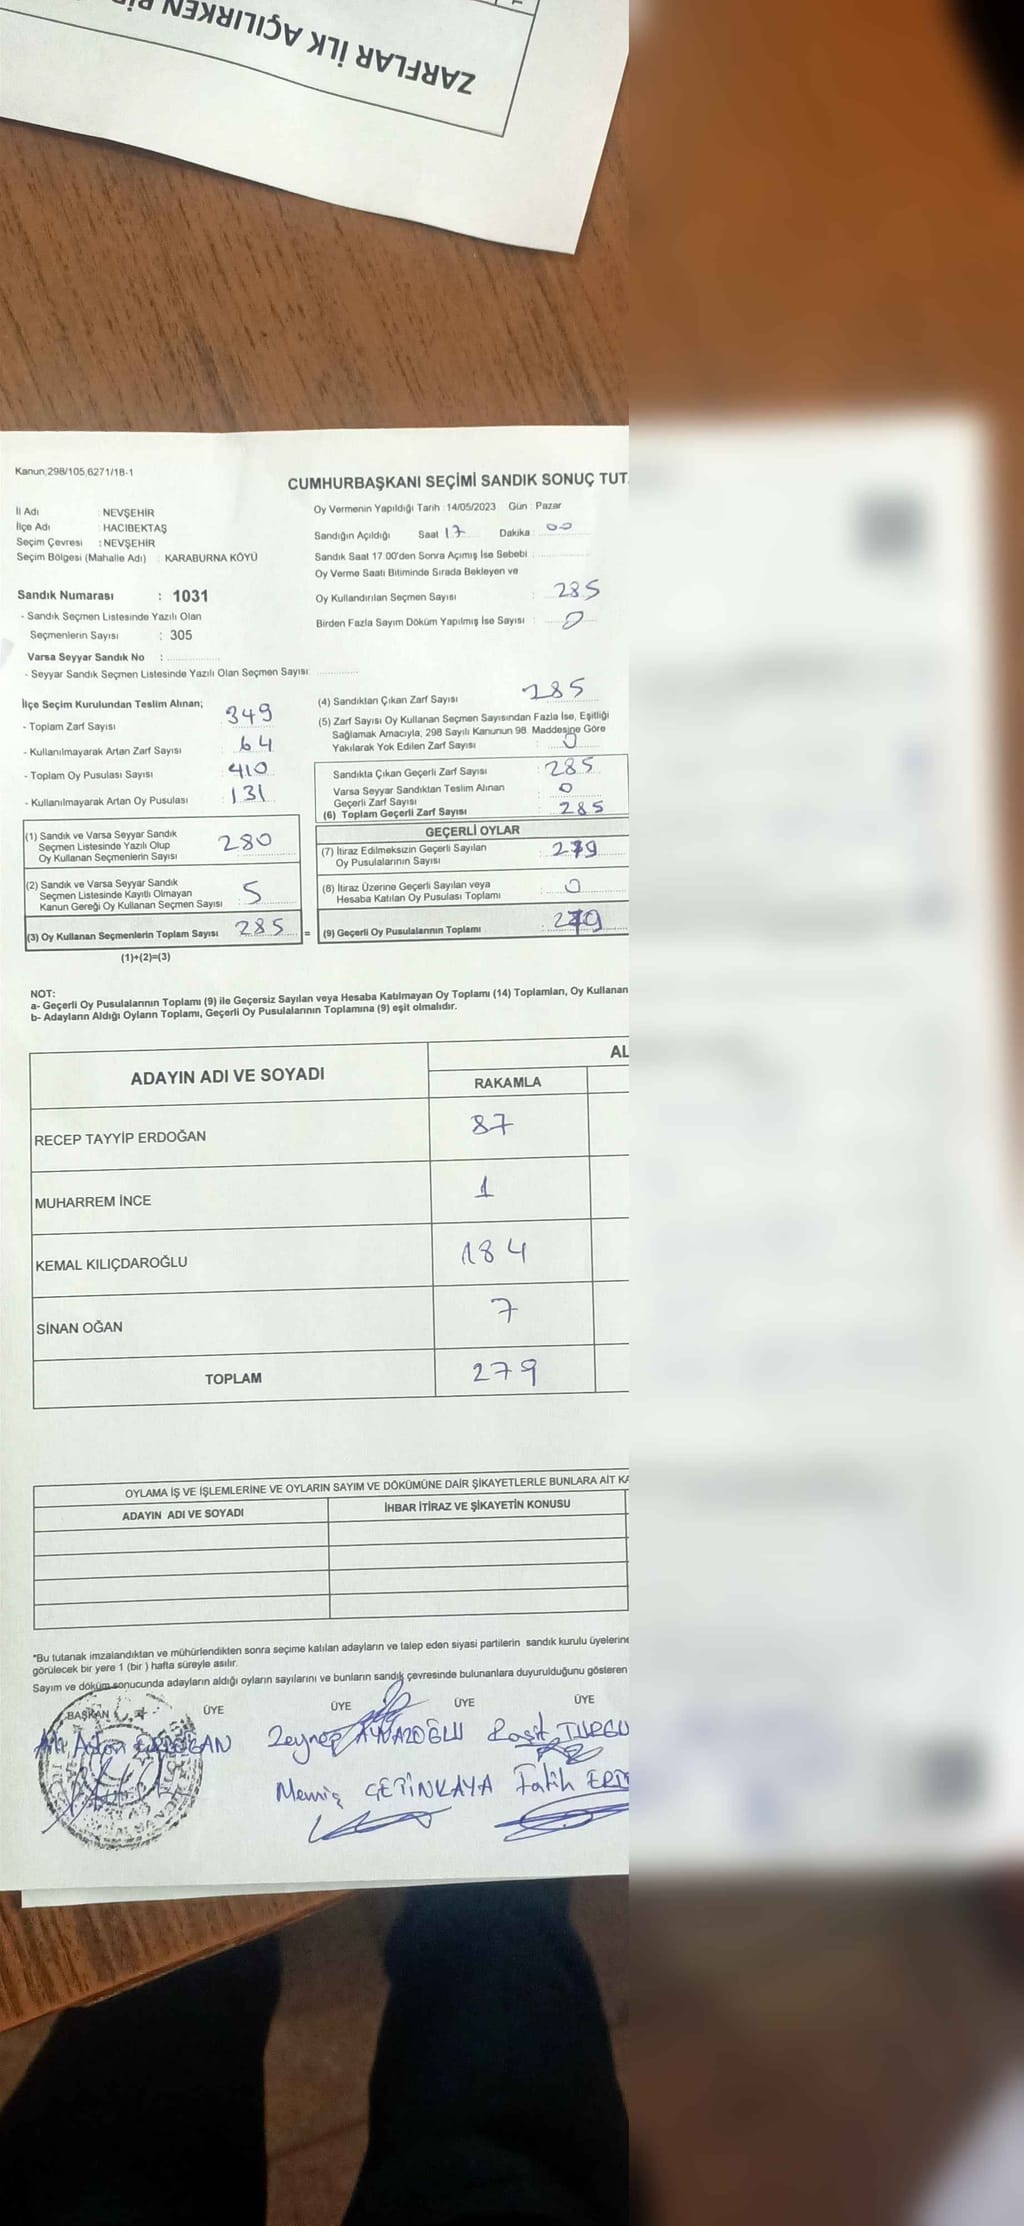 ZARFLAR İLK AÇILIRKEN
Kanun;298/105,6271/18-1
CUMHURBAŞKANI SEÇİMİ SANDIK SONUÇ TUT
İl Adı : NEVŞEHİR
İlçe Adı : HACIBEKTAŞ
Seçim Çevresi : NEVŞEHİR
Seçim Bölgesi (Mahalle Adı) : KARABURNA KÖYÜ
Oy Vermenin Yapıldığı Tarih : 14/05/2023 Gün : Pazar
Sandığın Açıldığı Saat 17 Dakika : 00
Sandık Saat 17 00'den Sonra Açımış İse Sebebi :
Oy Verme Saati Bitiminde Sırada Bekleyen ve
Oy Kullandırılan Seçmen Sayısı : 285
Birden Fazla Sayım Döküm Yapılmış İse Sayısı : 0
Sandık Numarası : 1031
- Sandık Seçmen Listesinde Yazılı Olan
Seçmenlerin Sayısı : 305
Varsa Seyyar Sandık No :
- Seyyar Sandık Seçmen Listesinde Yazılı Olan Seçmen Sayısı:
İlçe Seçim Kurulundan Teslim Alınan;
- Toplam Zarf Sayısı : 349
- Kullanılmayarak Artan Zarf Sayısı : 64
- Toplam Oy Pusulası Sayısı : 410
- Kullanılmayarak Artan Oy Pusulası : 131
(4) Sandıktan Çıkan Zarf Sayısı : 285
(5) Zarf Sayısı Oy Kullanan Seçmen Sayısından Fazla İse, Eşitliği
Sağlamak Amacıyla, 298 Sayılı Kanunun 98. Maddesine Göre
Yakılarak Yok Edilen Zarf Sayısı : 0
Sandıkta Çıkan Geçerli Zarf Sayısı : 285
Varsa Seyyar Sandıktan Teslim Alınan
Geçerli Zarf Sayısı : 0
(6) Toplam Geçerli Zarf Sayısı : 285
(1) Sandık ve Varsa Seyyar Sandık
Seçmen Listesinde Yazılı Olup
Oy Kullanan Seçmenlerin Sayısı : 280
(2) Sandık ve Varsa Seyyar Sandık
Seçmen Listesinde Kayıtlı Olmayan
Kanun Gereği Oy Kullanan Seçmen Sayısı : 5
(3) Oy Kullanan Seçmenlerin Toplam Sayısı : 285 =
(1)+(2)=(3)
GEÇERLİ OYLAR
(7) İtiraz Edilmeksizin Geçerli Sayılan
Oy Pusulalarının Sayısı : 279
(8) İtiraz Üzerine Geçerli Sayılan veya
Hesaba Katılan Oy Pusulası Toplamı : 0
(9) Geçerli Oy Pusulalarının Toplamı : 279
NOT:
a- Geçerli Oy Pusulalarının Toplamı (9) ile Geçersiz Sayılan veya Hesaba Katılmayan Oy Toplamı (14) Toplamları, Oy Kullanan
b- Adayların Aldığı Oyların Toplamı, Geçerli Oy Pusulalarının Toplamına (9) eşit olmalıdır.
ADAYIN ADI VE SOYADI AL
RAKAMLA
RECEP TAYYİP ERDOĞAN 87
MUHARREM İNCE 1
KEMAL KILIÇDAROĞLU 184
SİNAN OĞAN 7
TOPLAM 279
OYLAMA İŞ VE İŞLEMLERİNE VE OYLARIN SAYIM VE DÖKÜMÜNE DAİR ŞİKAYETLERLE BUNLARA AİT KA
ADAYIN ADI VE SOYADI İHBAR İTİRAZ VE ŞİKAYETİN KONUSU
*Bu tutanak imzalandıktan ve mühürlendikten sonra seçime katılan adayların ve talep eden siyasi partilerin sandık kurulu üyelerine
görülecek bir yere 1 (bir ) hafta süreyle asılır.
Sayım ve döküm sonucunda adayların aldığı oyların sayılarını ve bunların sandık çevresinde bulunanlara duyurulduğunu gösteren
BAŞKAN ÜYE ÜYE ÜYE ÜYE
Zeynep Raşit TURGU
Memiş ÇETİNKAYA Fatih